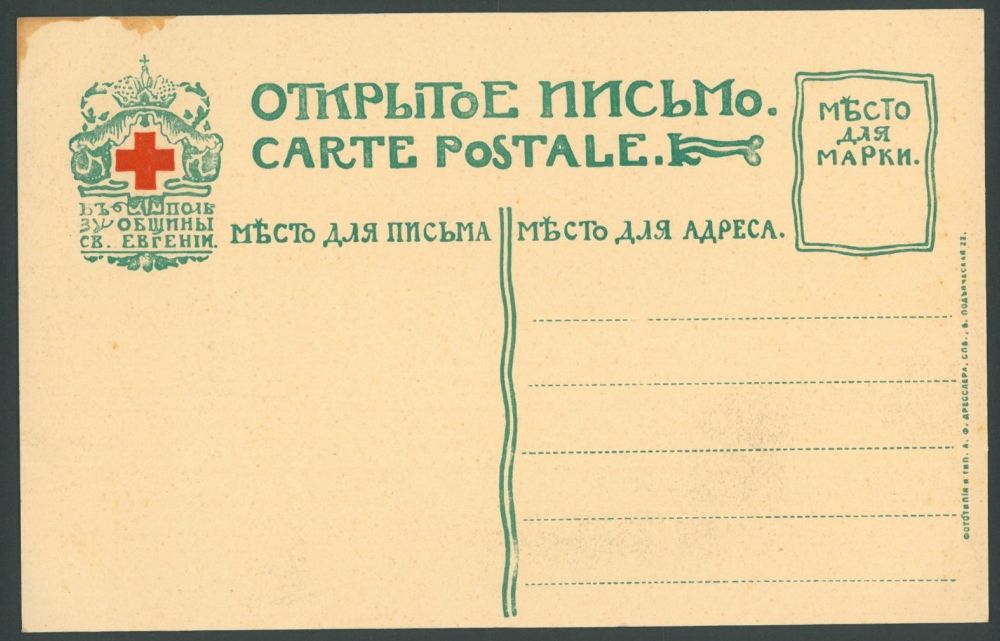 ОТКРЫТОЕ ПИСЬМО.
CARTE POSTALE.
МѢСТО
ДЛЯ
МАРКИ.
ВЪ ПОЛЬ
ЗУ ОБЩИНЫ
СВ. ЕВГЕНІИ.
МѢСТО ДЛЯ ПИСЬМА
МѢСТО ДЛЯ АДРЕСА.
ФОТОТИПІЯ И ТИП. А. Ф. ДРЕССЛЕРА, СПБ., Б. ПОДЬЯЧЕСКАЯ 22.